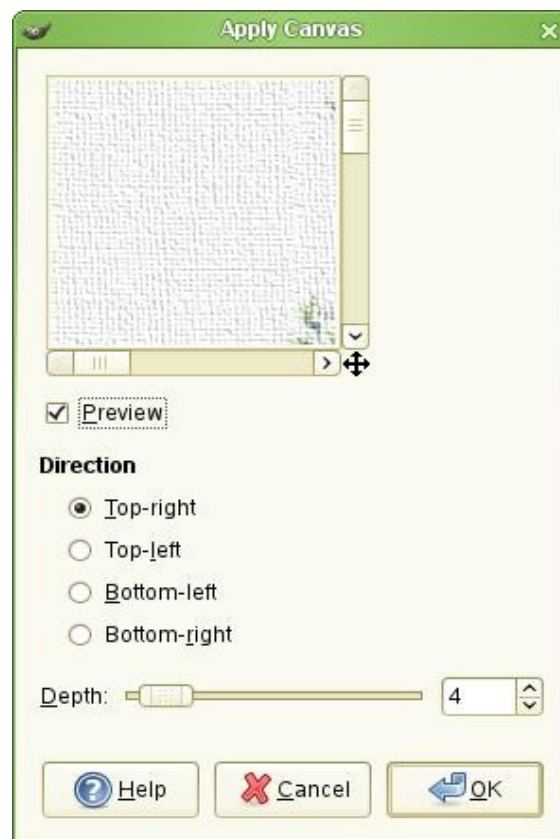 Apply Canvas
Preview
Direction
Top-right
Top-left
Bottom-left
Bottom-right
Depth: 4
Help Cancel OK